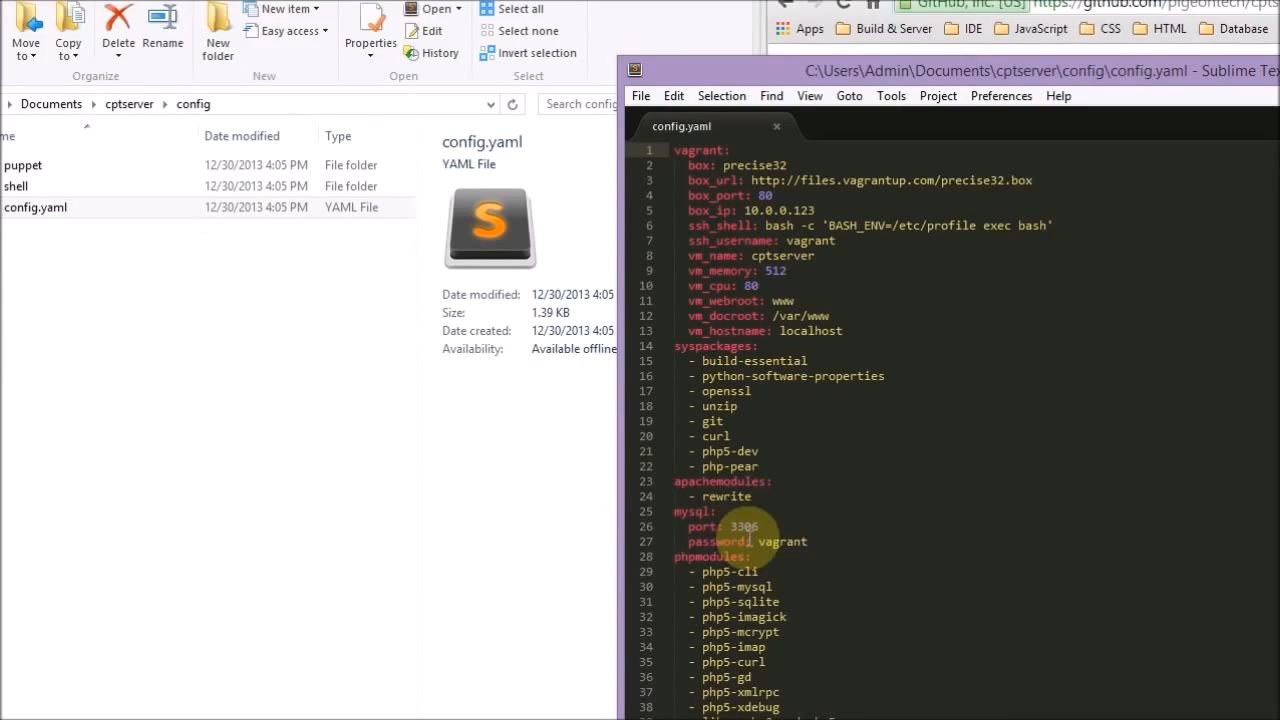 GitHub, Inc. [US]
https://github.com/pigeontech/cpts
Move to
Copy to
Delete
Rename
New folder
Easy access
Properties
Open
Edit
History
Select all
Select none
Invert selection
Organize
New
Open
Select
Apps
Build & Server
IDE
JavaScript
CSS
HTML
Database
Documents
cptserver
config
Search config
Date modified
Type
puppet
12/30/2013 4:05 PM
File folder
shell
12/30/2013 4:05 PM
File folder
config.yaml
12/30/2013 4:05 PM
YAML File
config.yaml
YAML File
Date modified: 12/30/2013 4:05
Size: 1.39 KB
Date created: 12/30/2013 4:05
Availability: Available offline
C:\Users\Admin\Documents\cptserver\config\config.yaml - Sublime Tex
File Edit Selection Find View Goto Tools Project Preferences Help
config.yaml
1 vagrant:
2 box: precise32
3 box_url: http://files.vagrantup.com/precise32.box
4 box_port: 80
5 box_ip: 10.0.0.123
6 ssh_shell: bash -c 'BASH_ENV=/etc/profile exec bash'
7 ssh_username: vagrant
8 vm_name: cptserver
9 vm_memory: 512
10 vm_cpu: 80
11 vm_webroot: www
12 vm_docroot: /var/www
13 vm_hostname: localhost
14 syspackages:
15 - build-essential
16 - python-software-properties
17 - openssl
18 - unzip
19 - git
20 - curl
21 - php5-dev
22 - php-pear
23 apachemodules:
24 - rewrite
25 mysql:
26 port: 3306
27 password: vagrant
28 phpmodules:
29 - php5-cli
30 - php5-mysql
31 - php5-sqlite
32 - php5-imagick
33 - php5-mcrypt
34 - php5-imap
35 - php5-curl
36 - php5-gd
37 - php5-xmlrpc
38 - php5-xdebug